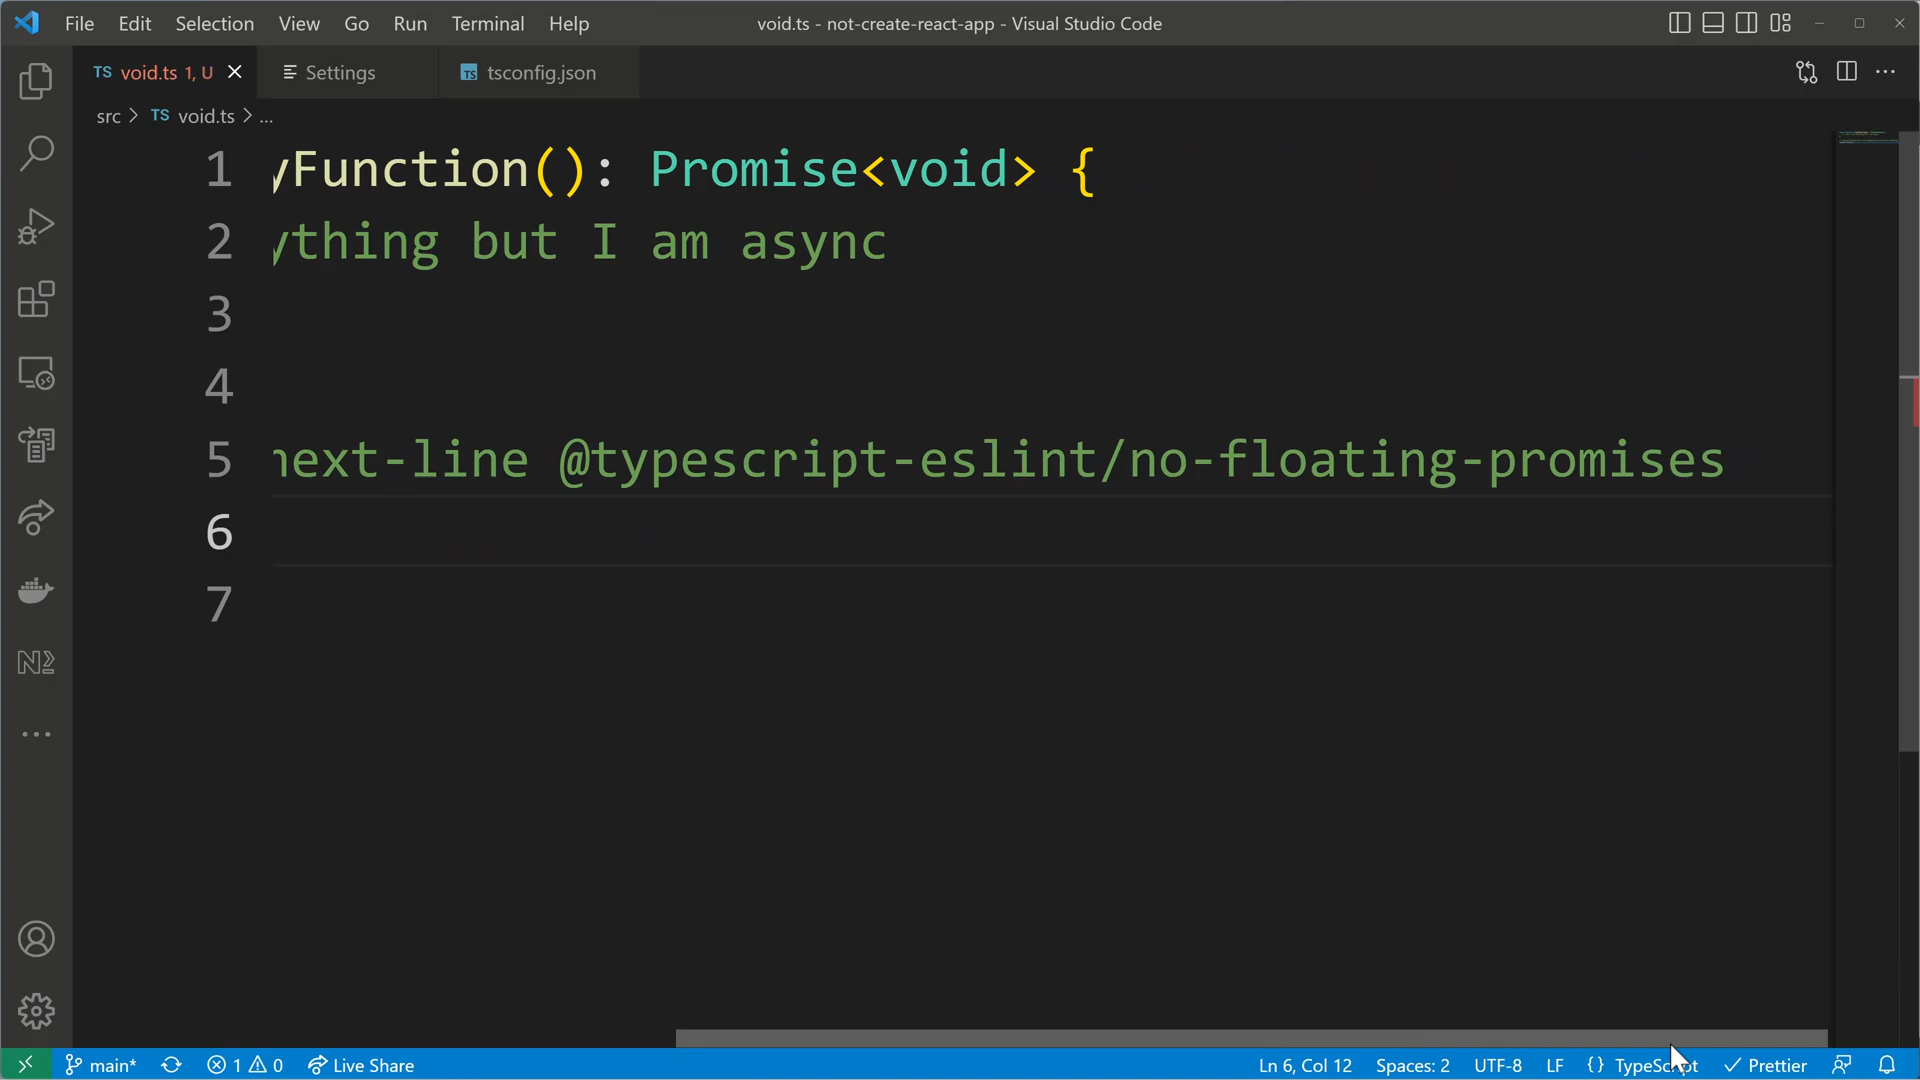 File Edit Selection View Go Run Terminal Help void.ts - not-create-react-app - Visual Studio Code
TS void.ts 1, U Settings TS tsconfig.json
src > TS void.ts > ...
1 yFunction(): Promise<void> {
2 ything but I am async
3
4
5 next-line @typescript-eslint/no-floating-promises
6
7
main* 1 0 Live Share Ln 6, Col 12 Spaces: 2 UTF-8 LF {} TypeScript Prettier